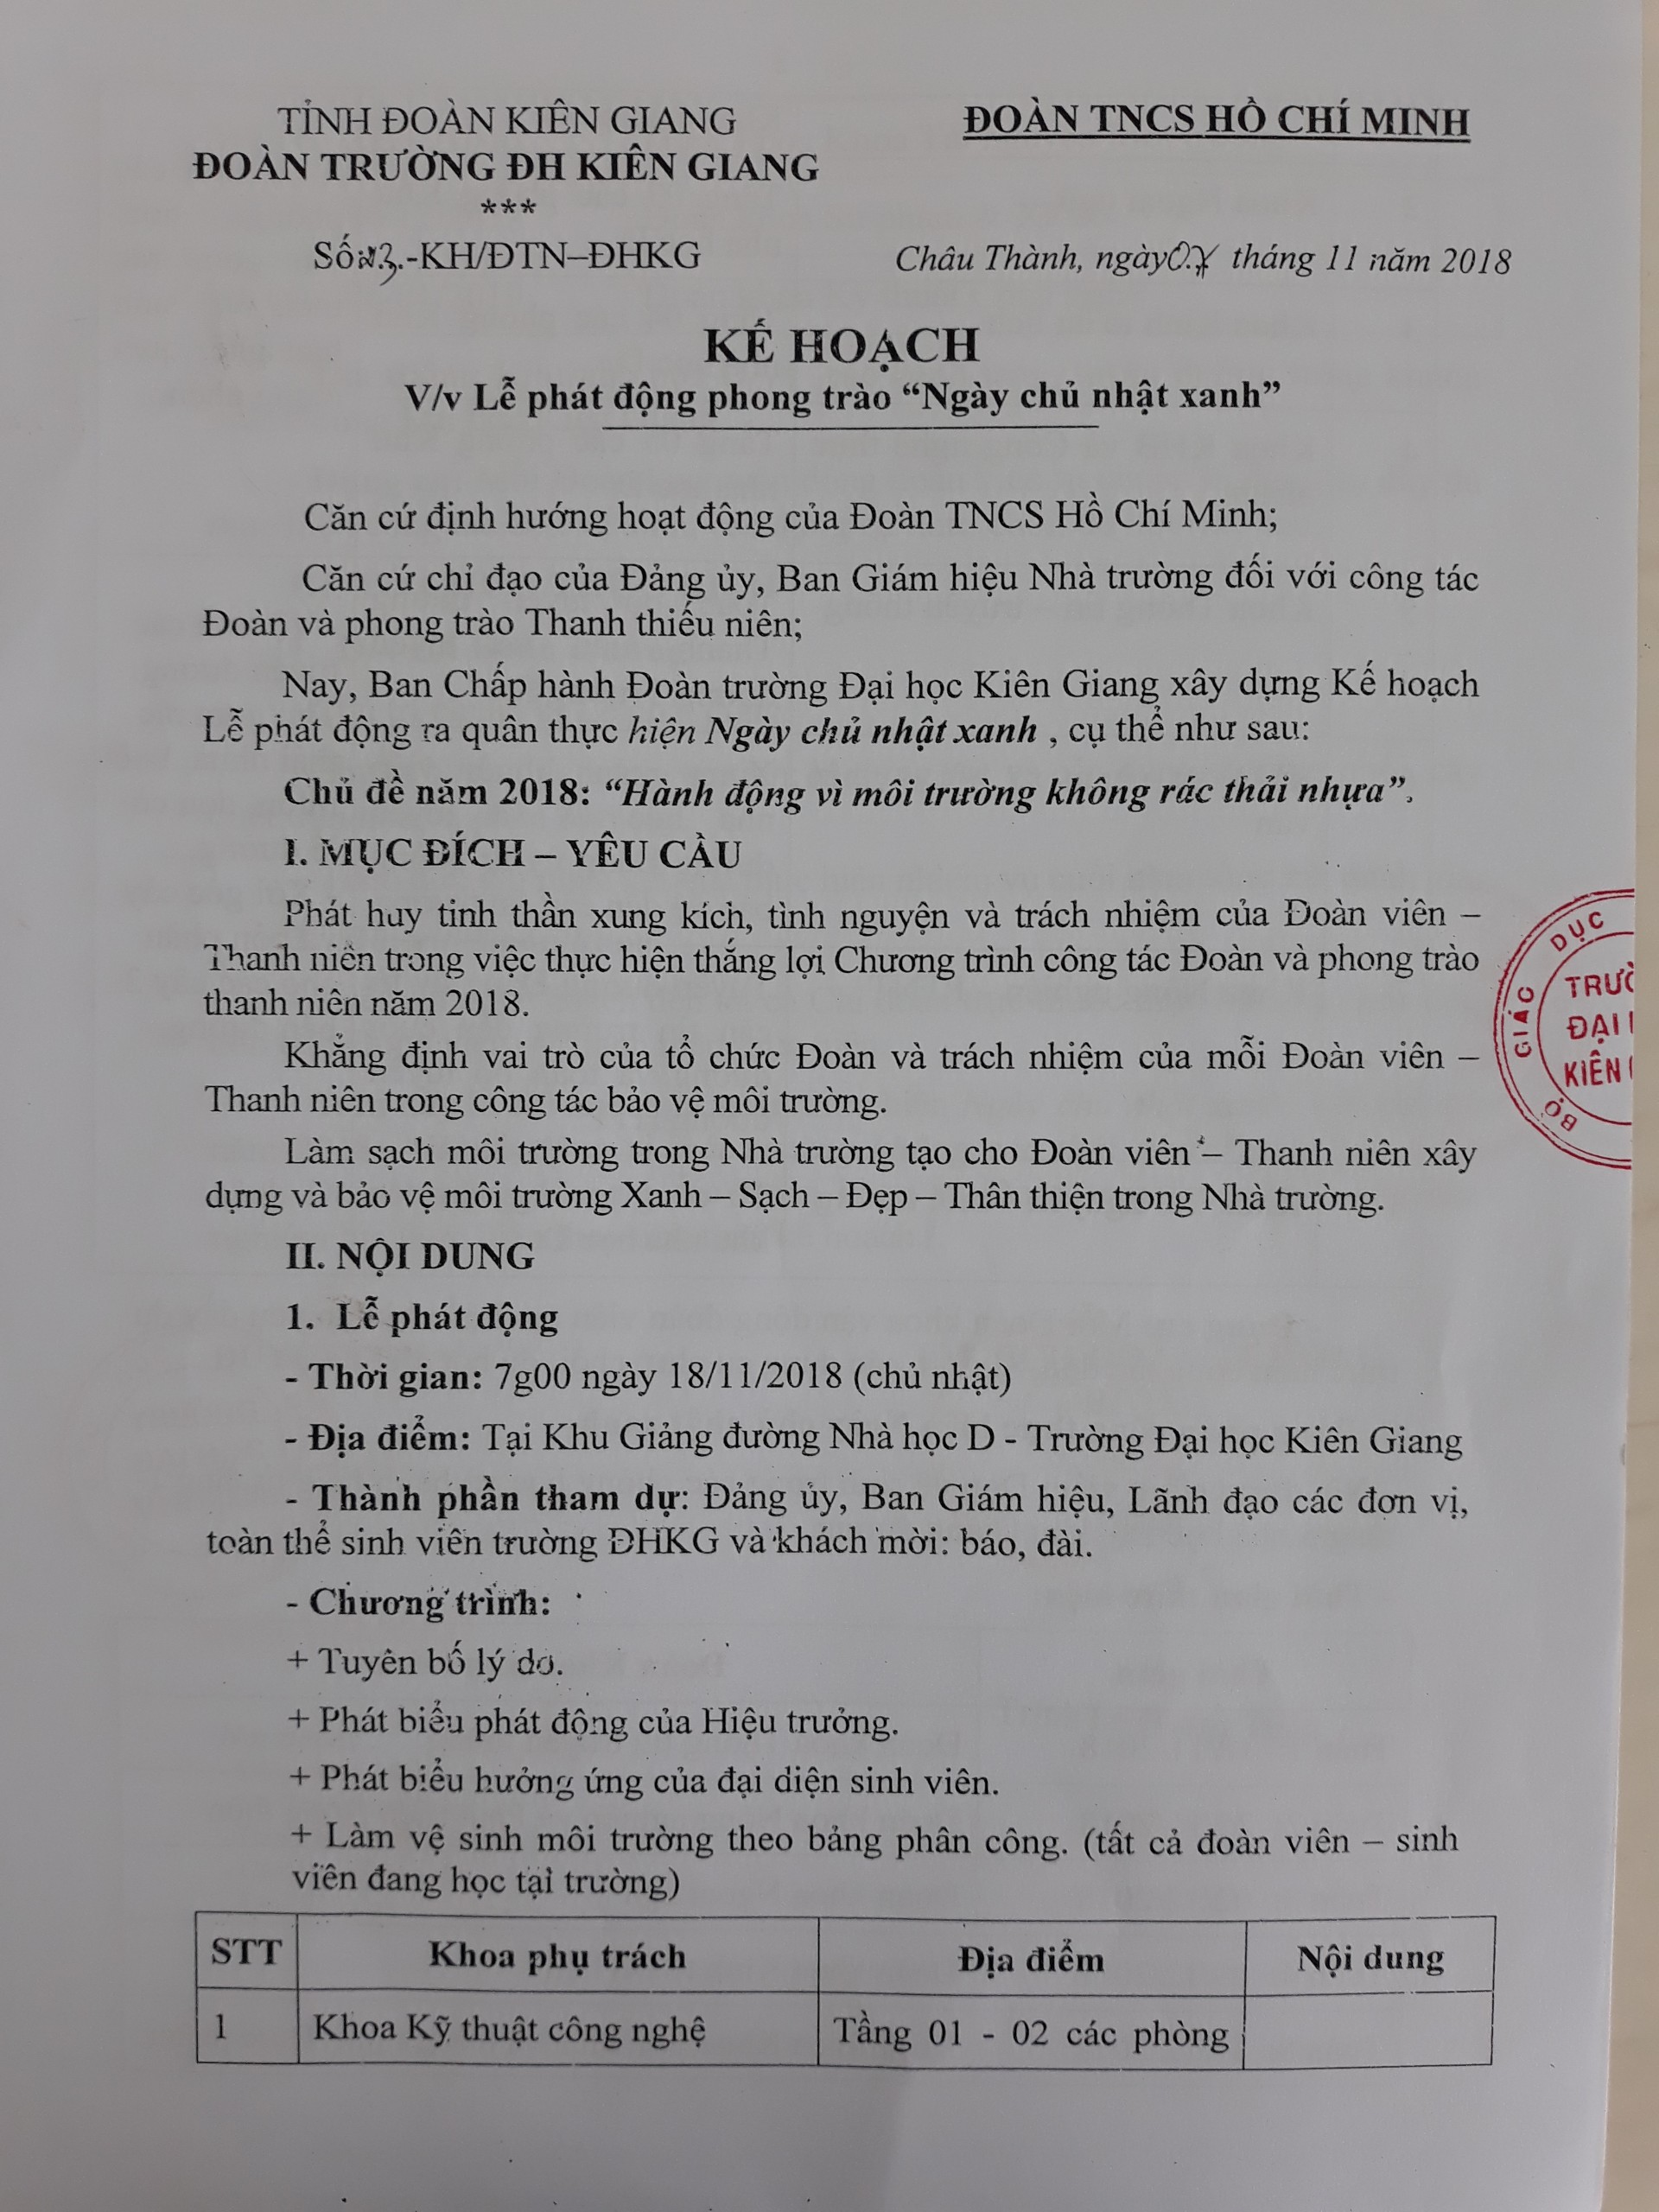 TỈNH ĐOÀN KIÊN GIANG
ĐOÀN TRƯỜNG ĐH KIÊN GIANG
***
Số: -KH/ĐTN–ĐHKG
ĐOÀN TNCS HỒ CHÍ MINH
Châu Thành, ngày tháng 11 năm 2018
KẾ HOẠCH
V/v Lễ phát động phong trào “Ngày chủ nhật xanh”
Căn cứ định hướng hoạt động của Đoàn TNCS Hồ Chí Minh;
Căn cứ chỉ đạo của Đảng ủy, Ban Giám hiệu Nhà trường đối với công tác
Đoàn và phong trào Thanh thiếu niên;
Nay, Ban Chấp hành Đoàn trường Đại học Kiên Giang xây dựng Kế hoạch
Lễ phát động ra quân thực hiện Ngày chủ nhật xanh , cụ thể như sau:
Chủ đề năm 2018: “Hành động vì môi trường không rác thải nhựa”.
I. MỤC ĐÍCH – YÊU CẦU
Phát huy tinh thần xung kích, tình nguyện và trách nhiệm của Đoàn viên –
Thanh niên trong việc thực hiện thắng lợi Chương trình công tác Đoàn và phong trào
thanh niên năm 2018.
Khẳng định vai trò của tổ chức Đoàn và trách nhiệm của mỗi Đoàn viên –
Thanh niên trong công tác bảo vệ môi trường.
Làm sạch môi trường trong Nhà trường tạo cho Đoàn viên – Thanh niên xây
dựng và bảo vệ môi trường Xanh – Sạch – Đẹp – Thân thiện trong Nhà trường.
BỘ GIÁO DỤC
TRƯỜ
ĐẠI
KIÊN
II. NỘI DUNG
1. Lễ phát động
- Thời gian: 7g00 ngày 18/11/2018 (chủ nhật)
- Địa điểm: Tại Khu Giảng đường Nhà học D - Trường Đại học Kiên Giang
- Thành phần tham dự: Đảng ủy, Ban Giám hiệu, Lãnh đạo các đơn vị,
toàn thể sinh viên trường ĐHKG và khách mời: báo, đài.
- Chương trình:
+ Tuyên bố lý do.
+ Phát biểu phát động của Hiệu trưởng.
+ Phát biểu hưởng ứng của đại diện sinh viên.
+ Làm vệ sinh môi trường theo bảng phân công. (tất cả đoàn viên – sinh
viên đang học tại trường)
STT Khoa phụ trách Địa điểm Nội dung
1 Khoa Kỹ thuật công nghệ Tầng 01 - 02 các phòng